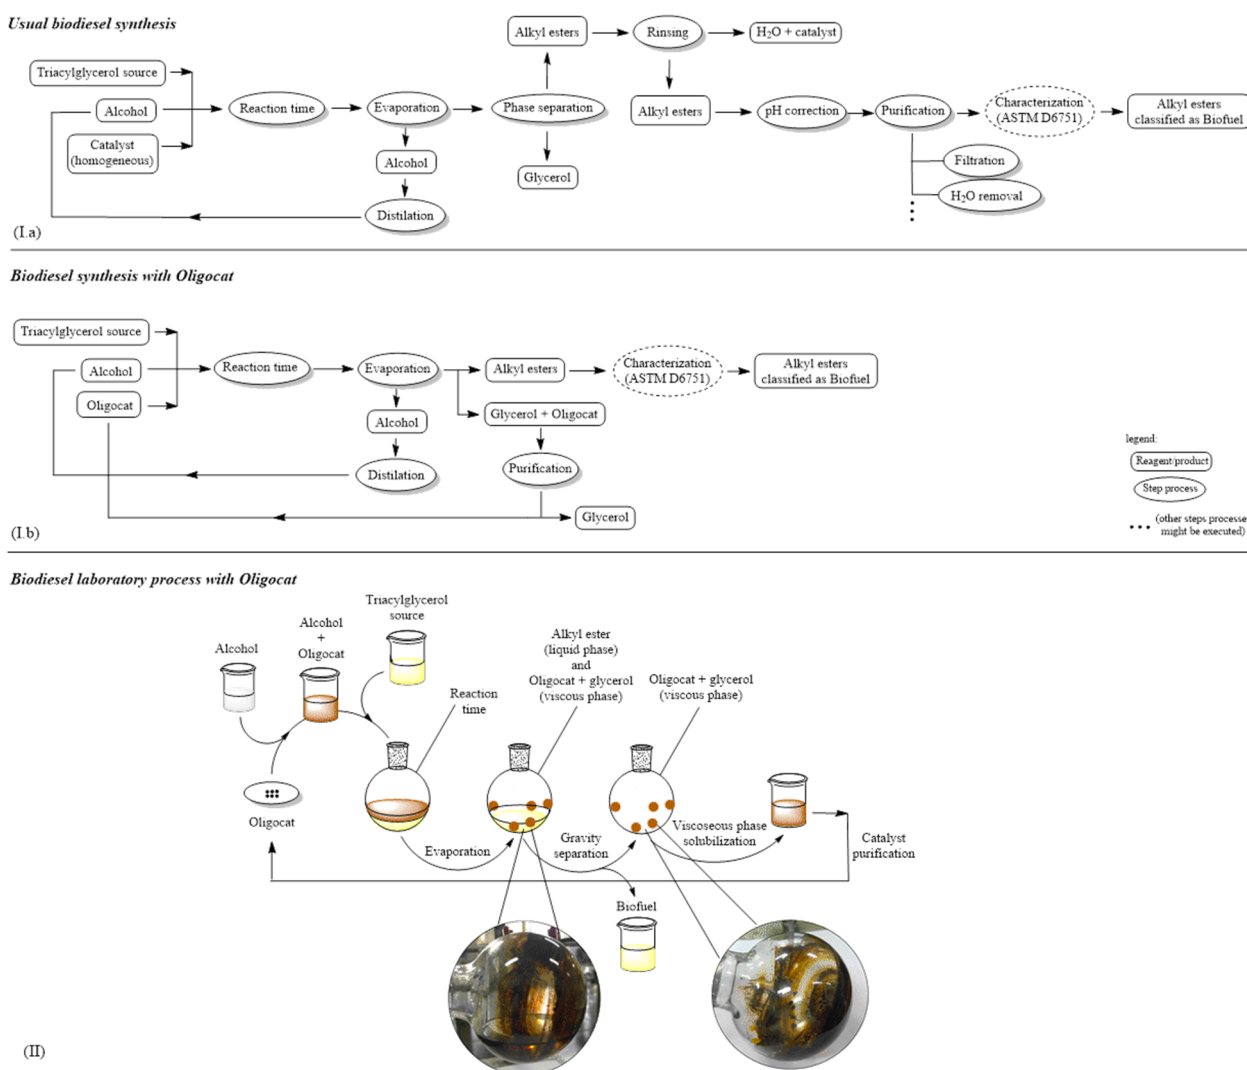 Usual biodiesel synthesis
Alkyl esters
Rinsing
H₂O + catalyst
Triacylglycerol source
Alcohol
Catalyst
(homogeneous)
Reaction time
Evaporation
Phase separation
Alkyl esters
pH correction
Purification
Characterization
(ASTM D6751)
Alkyl esters
classified as Biofuel
Alcohol
Glycerol
Filtration
Distilation
H₂O removal
(I.a)
Biodiesel synthesis with Oligocat
Triacylglycerol source
Alcohol
Oligocat
Reaction time
Evaporation
Alkyl esters
Characterization
(ASTM D6751)
Alkyl esters
classified as Biofuel
Alcohol
Glycerol + Oligocat
Distilation
Purification
Glycerol
legend:
Reagent/product
Step process
(other steps processe
might be executed)
(I.b)
Biodiesel laboratory process with Oligocat
Alcohol
Alcohol
+
Oligocat
Triacylglycerol
source
Alkyl ester
(liquid phase)
and
Oligocat + glycerol
(viscous phase)
Oligocat + glycerol
(viscous phase)
Reaction
time
Oligocat
Evaporation
Gravity
separation
Viscoseous phase
solubilization
Catalyst
purification
Biofuel
(II)